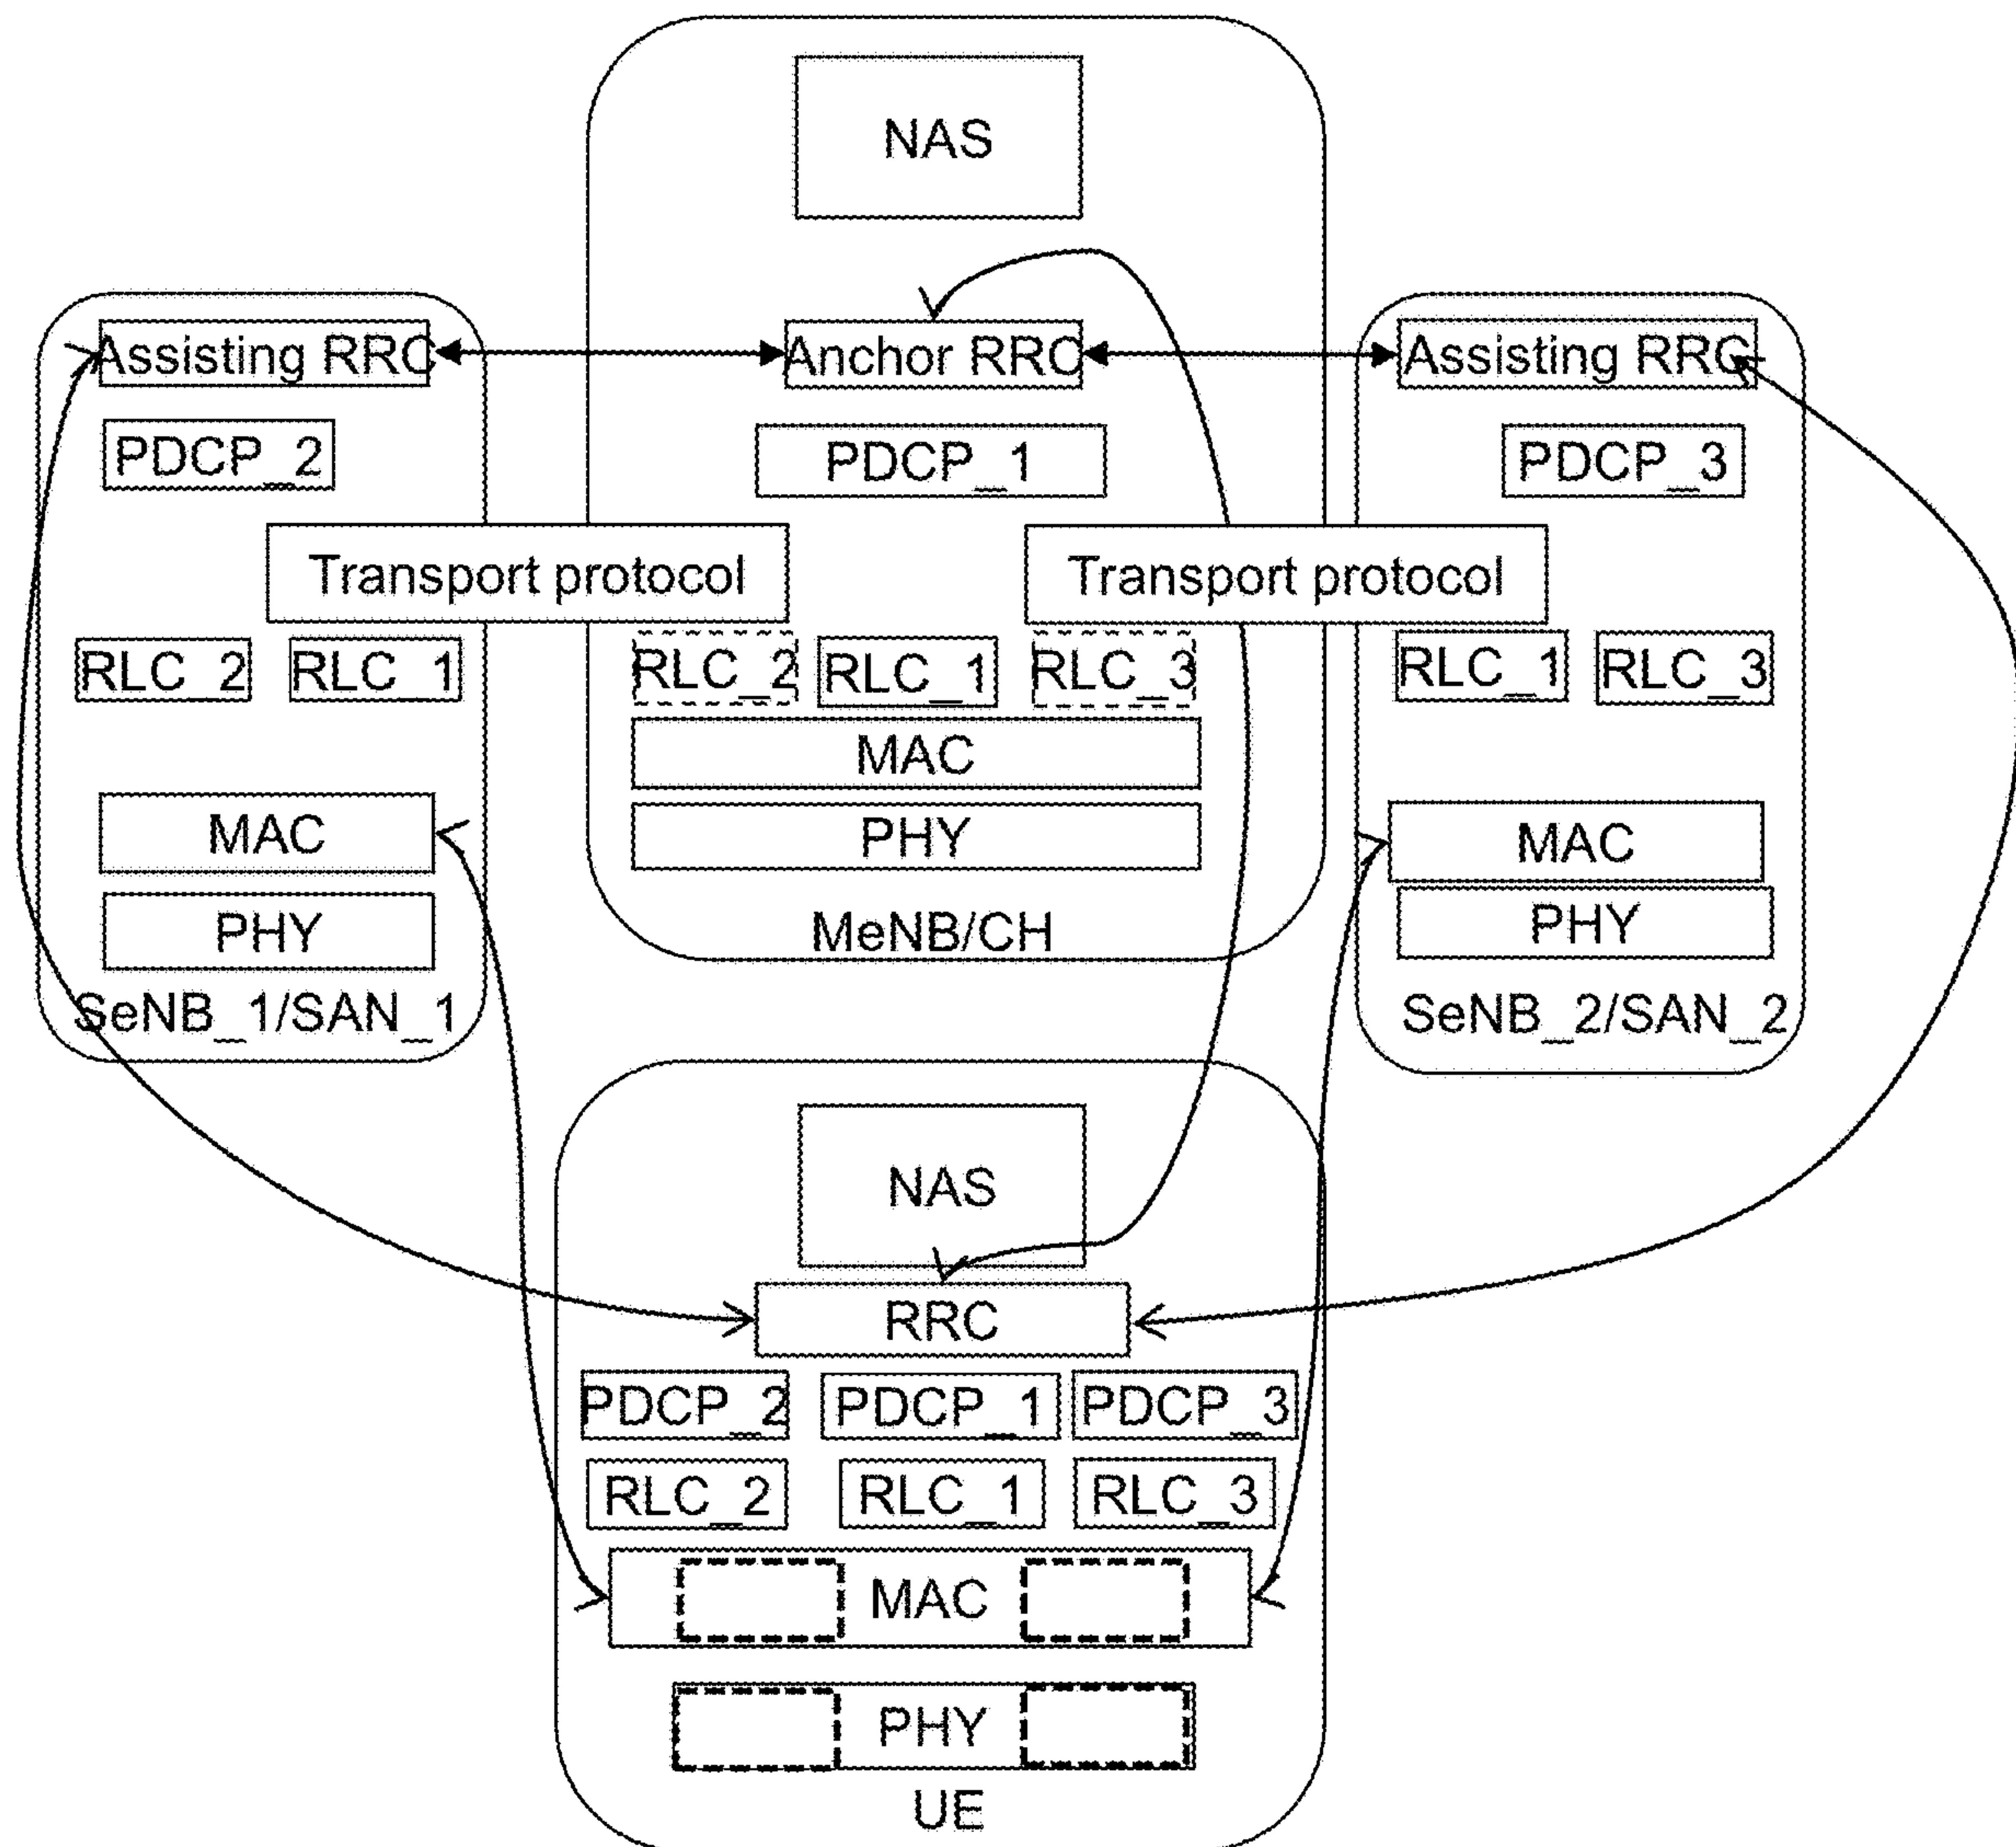 NAS
Assisting RRC
Anchor RRC
Assisting RRC
PDCP_2
PDCP_1
PDCP_3
Transport protocol
Transport protocol
RLC_2
RLC_1
RLC_2
RLC_1
RLC_3
RLC_1
RLC_3
MAC
PHY
MeNB/CH
MAC
PHY
SeNB_1/SAN_1
MAC
PHY
SeNB_2/SAN_2
NAS
RRC
PDCP_2
PDCP_1
PDCP_3
RLC_2
RLC_1
RLC_3
MAC
PHY
UE